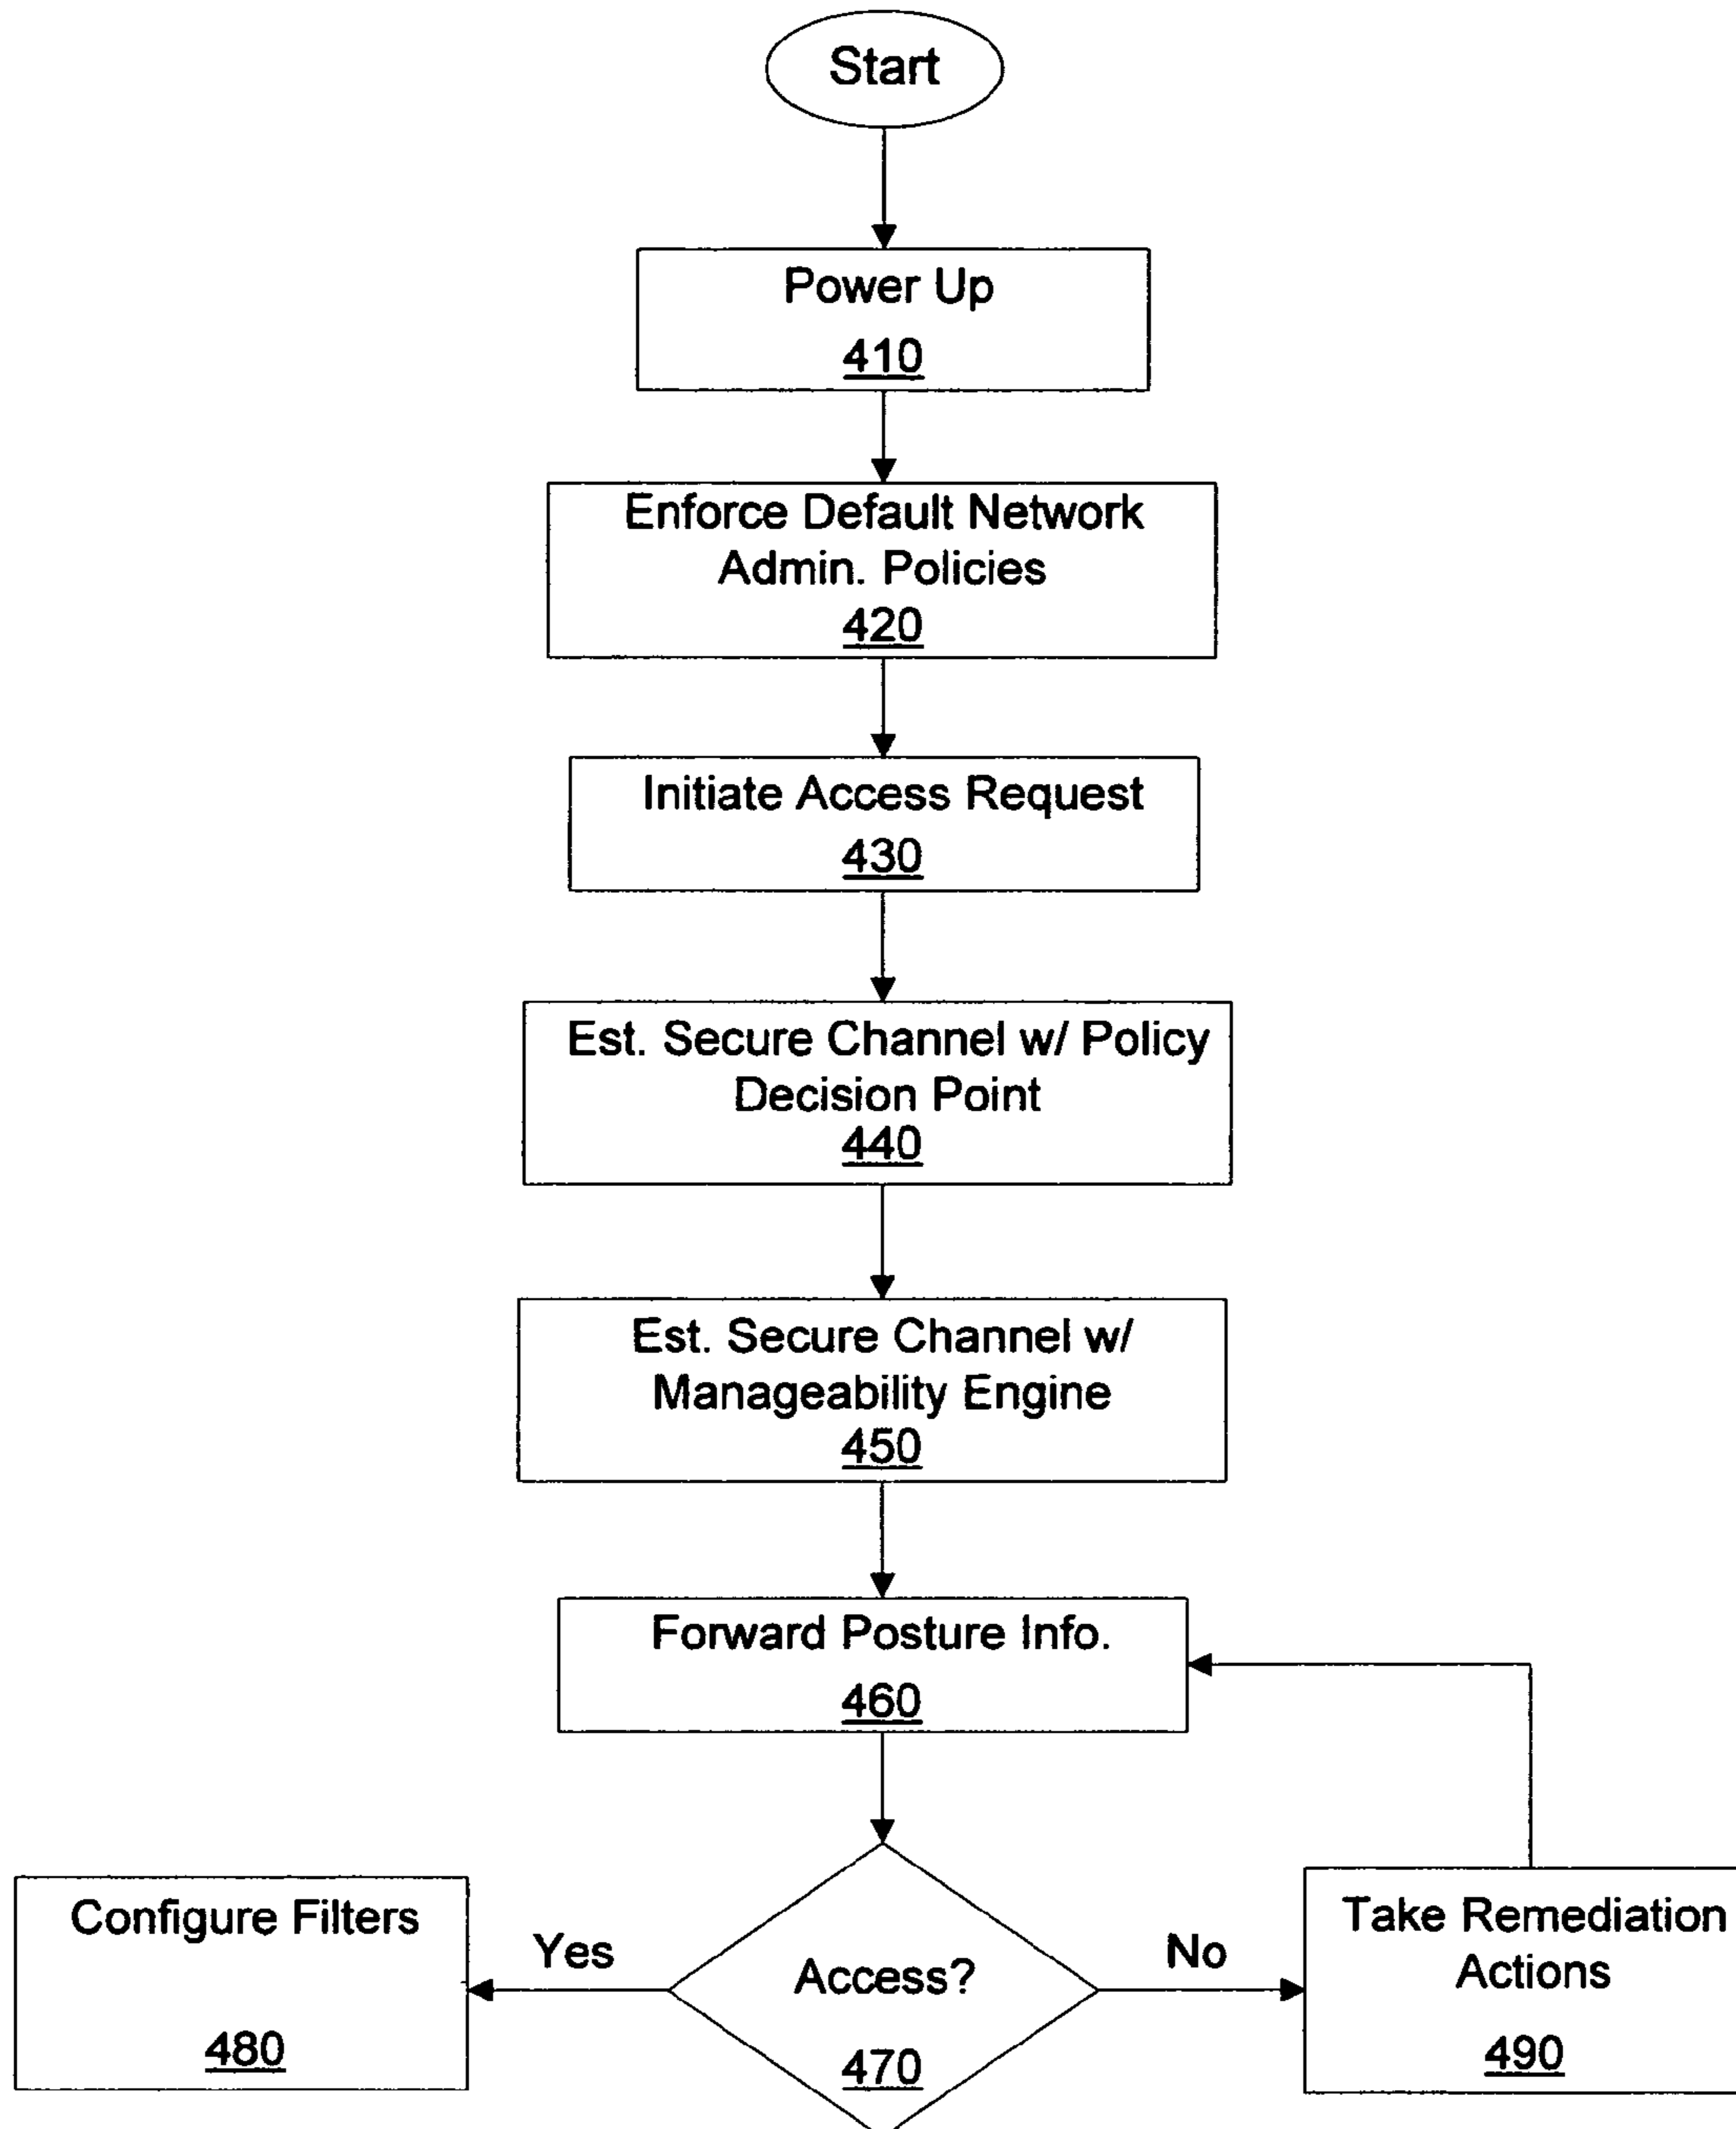 Start
Power Up
410
Enforce Default Network
Admin. Policies
420
Initiate Access Request
430
Est. Secure Channel w/ Policy
Decision Point
440
Est. Secure Channel w/
Manageability Engine
450
Forward Posture Info.
460
Configure Filters
480
Yes
Access?
470
No
Take Remediation
Actions
490